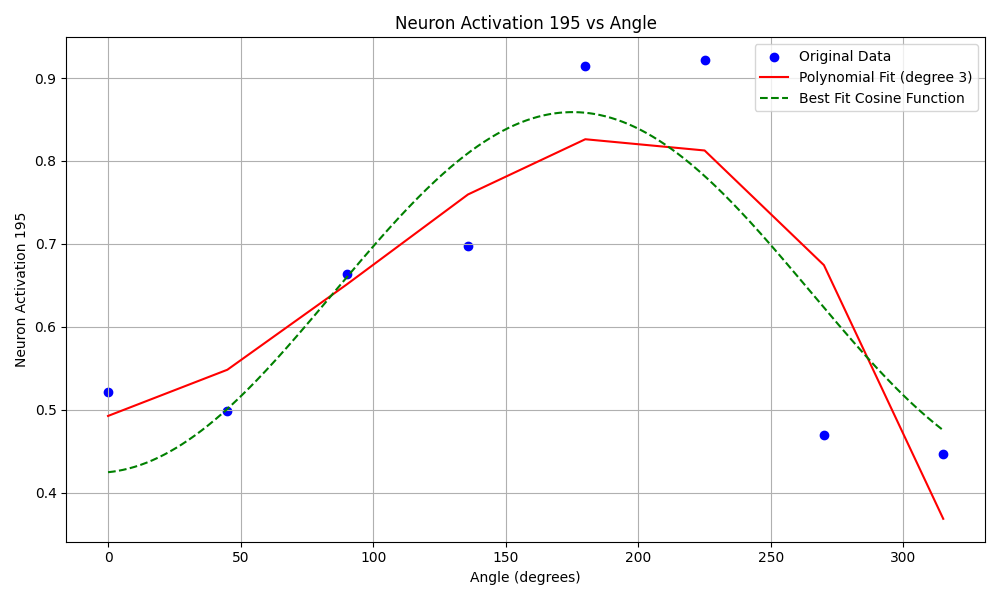 Neuron Activation 195 vs Angle
Original Data
Polynomial Fit (degree 3)
Best Fit Cosine Function
Neuron Activation 195
0.9
0.8
0.7
0.6
0.5
0.4
0 50 100 150 200 250 300
Angle (degrees)